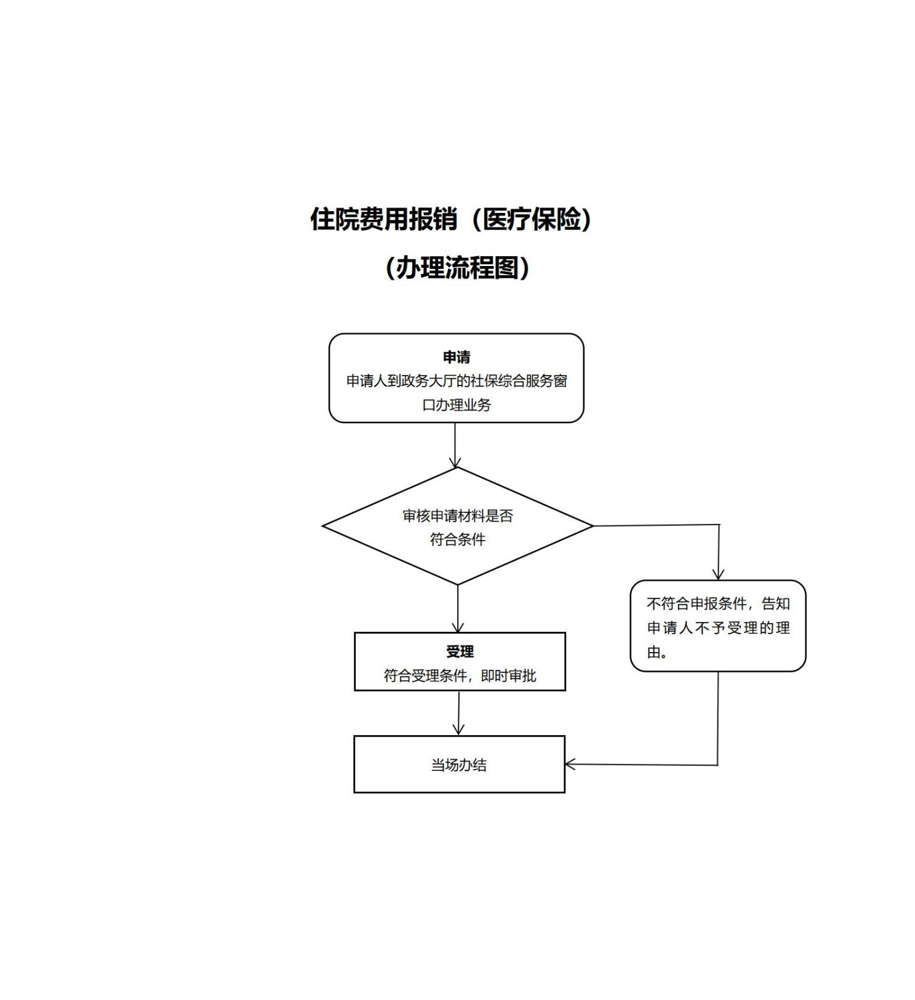 住院费用报销（医疗保险）
（办理流程图）
申请
申请人到政务大厅的社保综合服务窗
口办理业务
审核申请材料是否
符合条件
不符合申报条件，告知
申请人不予受理的理
由。
受理
符合受理条件，即时审批
当场办结